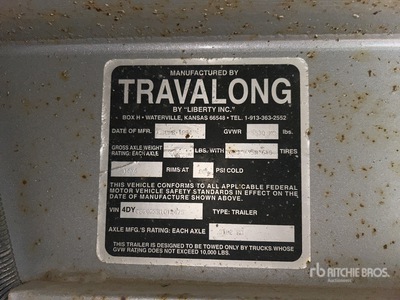 MANUFACTURED BY
TRAVALONG
BY "LIBERTY INC."
BOX H • WATERVILLE, KANSAS 66548 • TEL. 1-913-363-2552
DATE OF MFR. GVWR lbs.
GROSS AXLE WEIGHT LBS. WITH TIRES
RATING: EACH AXLE
RIMS AT PSI COLD
THIS VEHICLE CONFORMS TO ALL APPLICABLE FEDERAL
MOTOR VEHICLE SAFETY STANDARDS IN EFFECT ON THE
DATE OF MANUFACTURE SHOWN ABOVE.
VIN 4DY TYPE: TRAILER
AXLE MFG.'S RATING: EACH AXLE
THIS TRAILER IS DESIGNED TO BE TOWED ONLY BY TRUCKS WHOSE
GVW RATING DOES NOT EXCEED 10,000 LBS.
rb RITCHIE BROS.